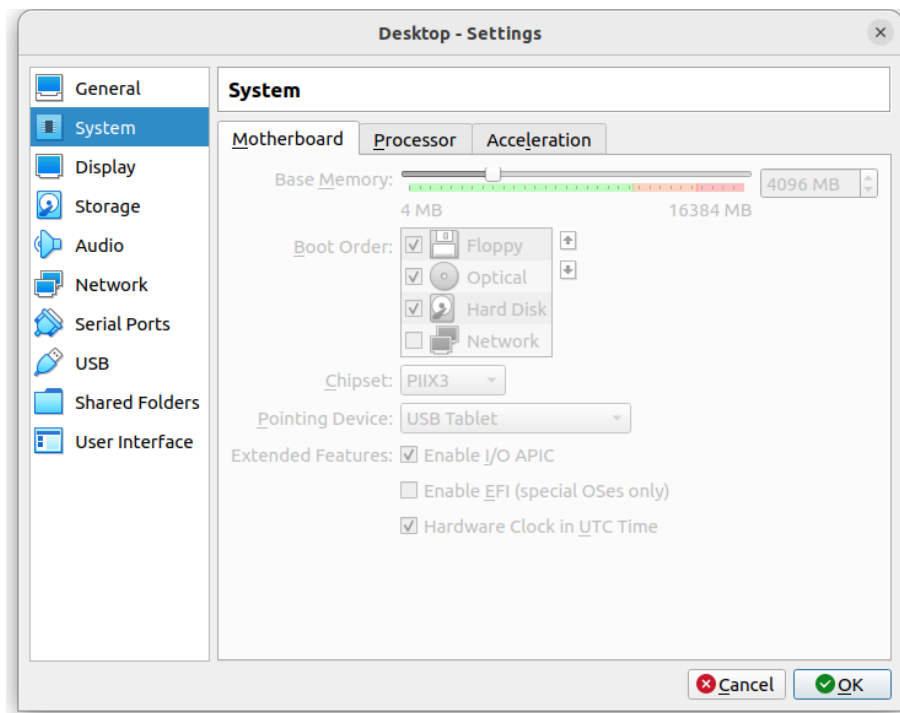 Desktop - Settings
General
System
Display
Storage
Audio
Network
Serial Ports
USB
Shared Folders
User Interface
System
Motherboard Processor Acceleration
Base Memory: 4096 MB
4 MB 16384 MB
Boot Order: Floppy
Optical
Hard Disk
Network
Chipset: PIIX3
Pointing Device: USB Tablet
Extended Features: Enable I/O APIC
Enable EFI (special OSes only)
Hardware Clock in UTC Time
Cancel OK